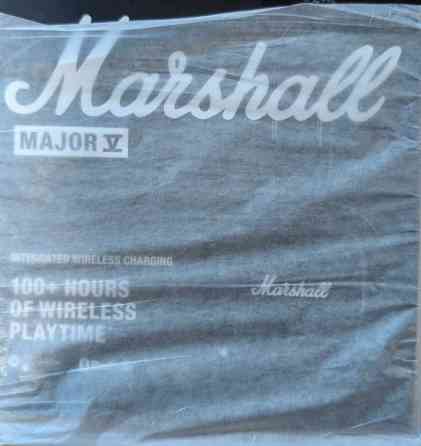 Marshall
MAJOR V
INTEGRATED WIRELESS CHARGING
100+ HOURS
OF WIRELESS
PLAYTIME
Marshall